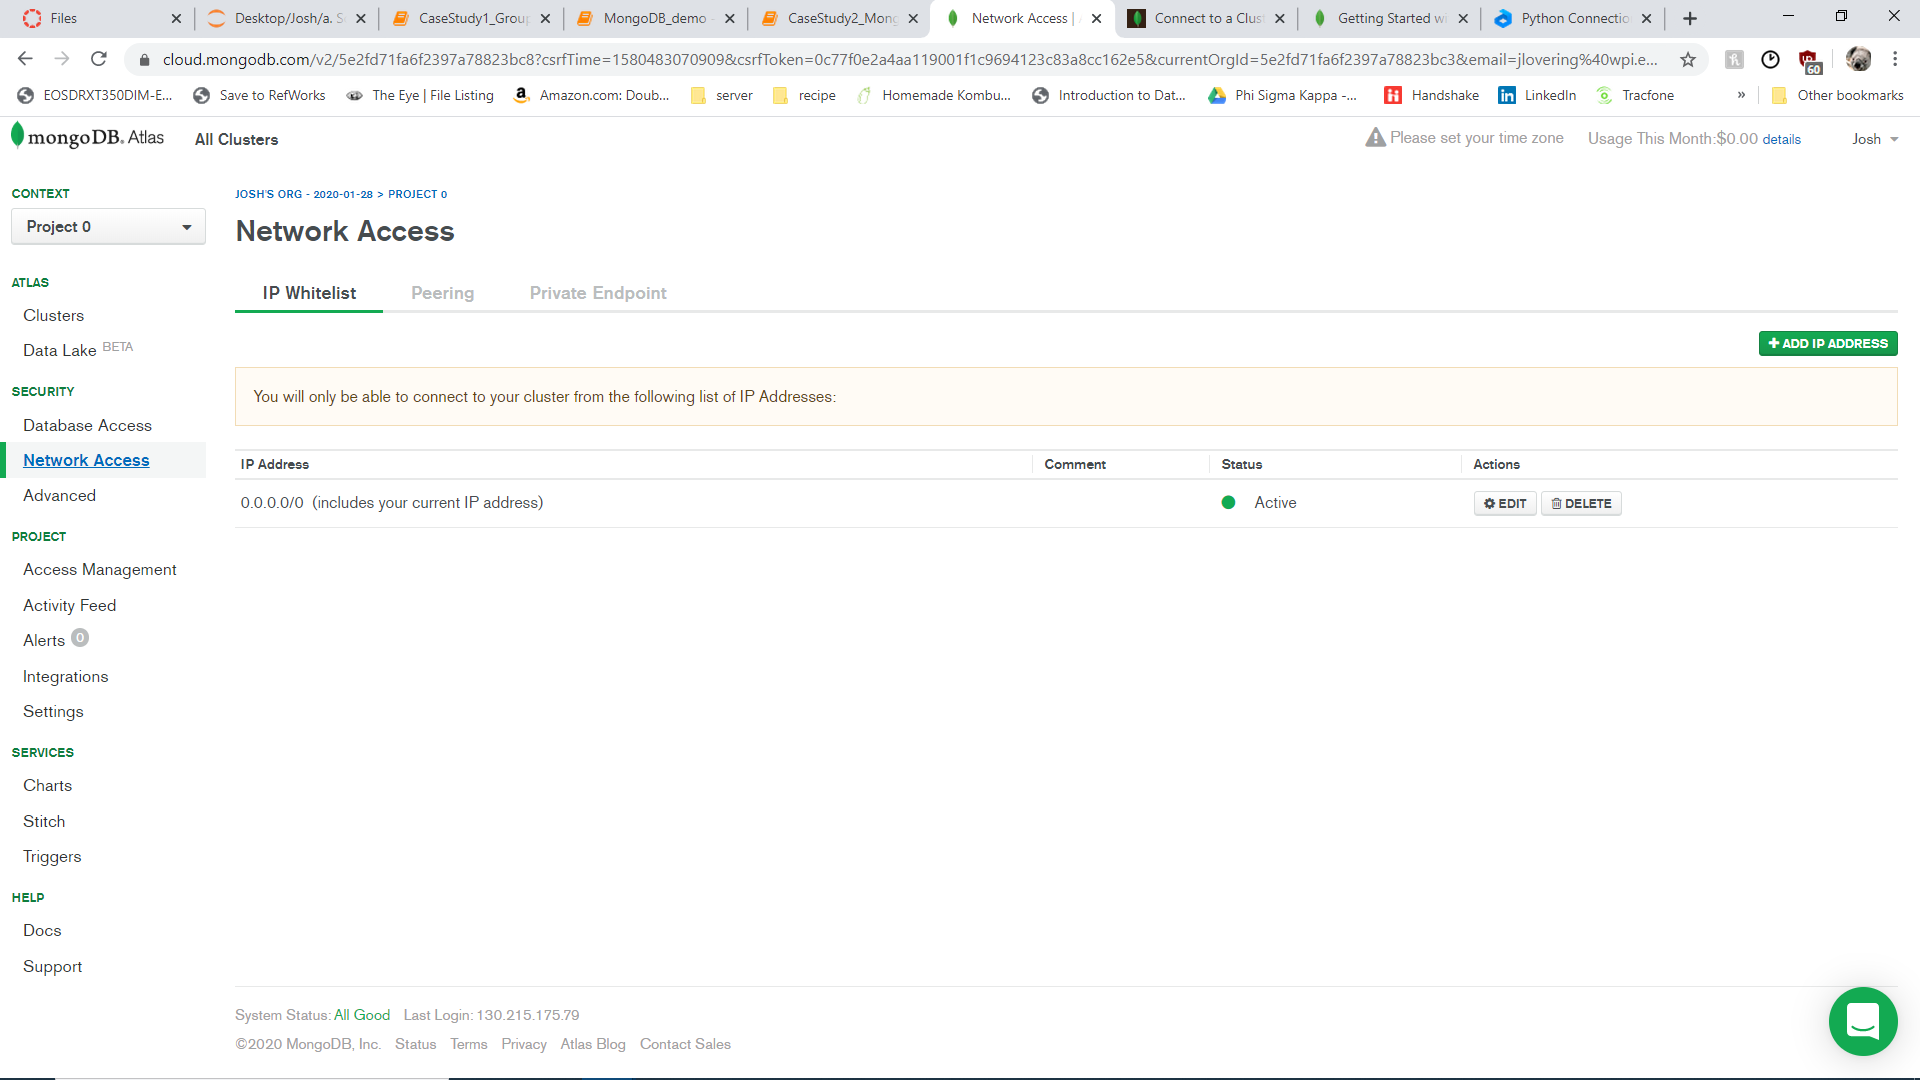 Files
Desktop/Josh/a. S
CaseStudy1_Group
MongoDB_demo -
CaseStudy2_Mong
Network Access |
Connect to a Clust
Getting Started wi
Python Connectio
cloud.mongodb.com/v2/5e2fd71fa6f2397a78823bc8?csrfTime=1580483070909&csrfToken=0c77f0e2a4aa119001f1c9694123c83a8cc162e5&currentOrgId=5e2fd71fa6f2397a78823bc3&email=jlovering%40wpi.e...
60
EOSDRXT350DIM-E...
Save to RefWorks
The Eye | File Listing
Amazon.com: Doub...
server
recipe
Homemade Kombu...
Introduction to Dat...
Phi Sigma Kappa -...
Handshake
LinkedIn
Tracfone
»
Other bookmarks
mongoDB. Atlas
All Clusters
Please set your time zone
Usage This Month:$0.00 details
Josh
CONTEXT
Project 0
ATLAS
Clusters
Data Lake BETA
SECURITY
Database Access
Network Access
Advanced
PROJECT
Access Management
Activity Feed
Alerts 0
Integrations
Settings
SERVICES
Charts
Stitch
Triggers
HELP
Docs
Support
JOSH'S ORG - 2020-01-28 > PROJECT 0
Network Access
IP Whitelist
Peering
Private Endpoint
+ ADD IP ADDRESS
You will only be able to connect to your cluster from the following list of IP Addresses:
IP Address
Comment
Status
Actions
0.0.0.0/0 (includes your current IP address)
Active
EDIT
DELETE
System Status: All Good Last Login: 130.215.175.79
©2020 MongoDB, Inc. Status Terms Privacy Atlas Blog Contact Sales